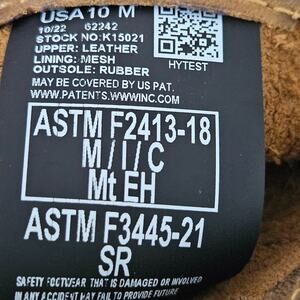 USA 10 M
10/22 62242
STOCK NO: K15021
UPPER: LEATHER
LINING: MESH
OUTSOLE: RUBBER
HYTEST
MAY BE COVERED BY US PAT.
WWW.PATENTS.WWWINC.COM
ASTM F2413-18
M / I / C
Mt EH
ASTM F3445-21
SR
SAFETY FOOTWEAR THAT IS DAMAGED OR INVOLVED
IN ANY ACCIDENT MAY FAIL TO PROVIDE FUTURE